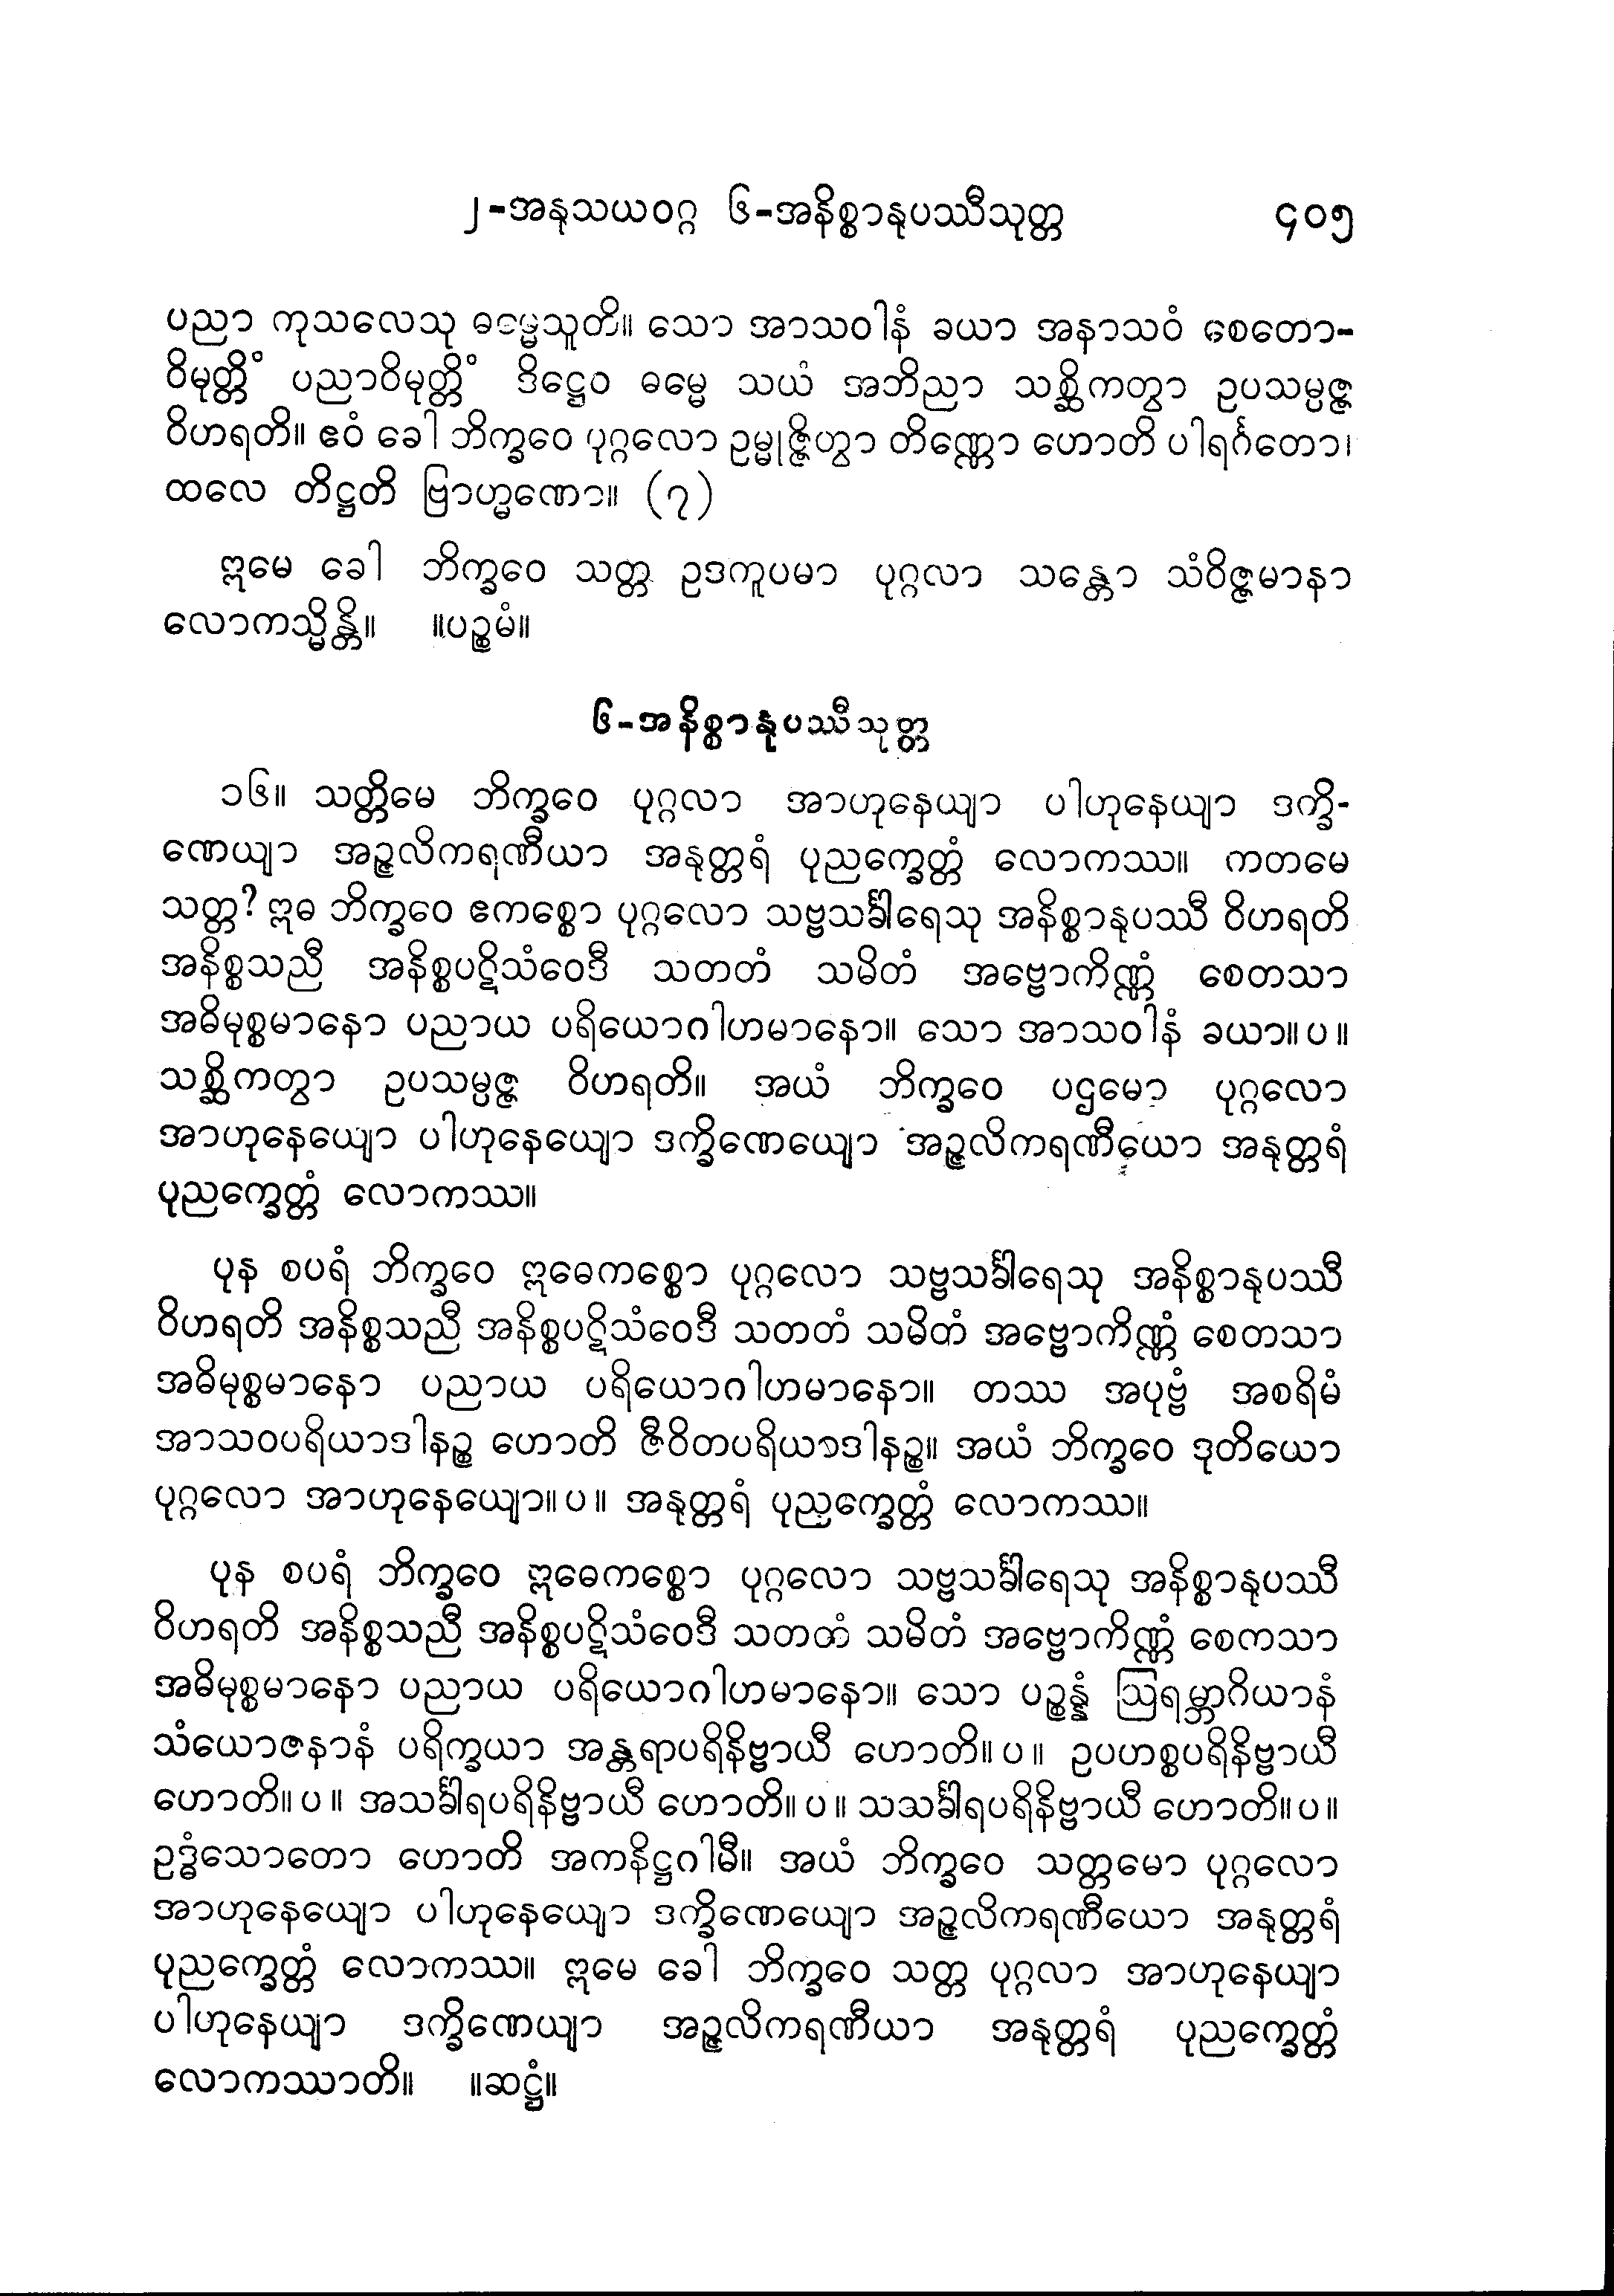 ၂-အနုသယဝဂ္ဂ ၆-အနိစ္စာနုပဿီသုတ္တ ၄၀၅
ပညာ ကုသလေသု ဓမ္မေသူတိ။ သော အာသဝါနံ ခယာ အနာသဝံ စေတော-
ဝိမုတ္တိံ ပညာဝိမုတ္တိံ ဒိဋ္ဌေဝ ဓမ္မေ သယံ အဘိညာ သစ္ဆိကတွာ ဥပသမ္ပဇ္ဇ
ဝိဟရတိ။ ဧဝံ ခေါ ဘိက္ခဝေ ပုဂ္ဂလော ဥမ္မုဇ္ဇိတွာ တိဏ္ဏော ဟောတိ ပါရင်္ဂတော၊
ထလေ တိဋ္ဌတိ ဗြာဟ္မဏော။ (၇)
ဣမေ ခေါ ဘိက္ခဝေ သတ္တ ဥဒကူပမာ ပုဂ္ဂလာ သန္တော သံဝိဇ္ဇမာနာ
လောကသ္မိန္တိ။ ။ပဉ္စမံ။
၆-အနိစ္စာနုပဿီသုတ္တ
၁၆။ သတ္တိမေ ဘိက္ခဝေ ပုဂ္ဂလာ အာဟုနေယျာ ပါဟုနေယျာ ဒက္ခိ-
ဏေယျာ အဉ္ဇလိကရဏီယာ အနုတ္တရံ ပုညက္ခေတ္တံ လောကဿ။ ကတမေ
သတ္တ? ဣဓ ဘိက္ခဝေ ဧကစ္စော ပုဂ္ဂလော သဗ္ဗသင်္ခါရေသု အနိစ္စာနုပဿီ ဝိဟရတိ
အနိစ္စသညီ အနိစ္စပဋိသံဝေဒီ သတတံ သမိတံ အဗ္ဗောကိဏ္ဏံ စေတသာ
အဓိမုစ္စမာနော ပညာယ ပရိယောဂါဟမာနော။ သော အာသဝါနံ ခယာ။ပ။
သစ္ဆိကတွာ ဥပသမ္ပဇ္ဇ ဝိဟရတိ။ အယံ ဘိက္ခဝေ ပဌမော ပုဂ္ဂလော
အာဟုနေယျော ပါဟုနေယျော ဒက္ခိဏေယျော အဉ္ဇလိကရဏီယော အနုတ္တရံ
ပုညက္ခေတ္တံ လောကဿ။
ပုန စပရံ ဘိက္ခဝေ ဣဓေကစ္စော ပုဂ္ဂလော သဗ္ဗသင်္ခါရေသု အနိစ္စာနုပဿီ
ဝိဟရတိ အနိစ္စသညီ အနိစ္စပဋိသံဝေဒီ သတတံ သမိတံ အဗ္ဗောကိဏ္ဏံ စေတသာ
အဓိမုစ္စမာနော ပညာယ ပရိယောဂါဟမာနော။ တဿ အပုဗ္ဗံ အစရိမံ
အာသဝပရိယာဒါနဉ္စ ဟောတိ ဇီဝိတပရိယာဒါနဉ္စ။ အယံ ဘိက္ခဝေ ဒုတိယော
ပုဂ္ဂလော အာဟုနေယျော။ပ။ အနုတ္တရံ ပုညက္ခေတ္တံ လောကဿ။
ပုန စပရံ ဘိက္ခဝေ ဣဓေကစ္စော ပုဂ္ဂလော သဗ္ဗသင်္ခါရေသု အနိစ္စာနုပဿီ
ဝိဟရတိ အနိစ္စသညီ အနိစ္စပဋိသံဝေဒီ သတတံ သမိတံ အဗ္ဗောကိဏ္ဏံ စေကသာ
အဓိမုစ္စမာနော ပညာယ ပရိယောဂါဟမာနော။ သော ပဉ္စန္နံ ဩရမ္ဘာဂိယာနံ
သံယောဇနာနံ ပရိက္ခယာ အန္တရာပရိနိဗ္ဗာယီ ဟောတိ။ပ။ ဥပဟစ္စပရိနိဗ္ဗာယီ
ဟောတိ။ပ။ အသင်္ခါရပရိနိဗ္ဗာယီ ဟောတိ။ပ။ သသင်္ခါရပရိနိဗ္ဗာယီ ဟောတိ။ပ။
ဥဒ္ဓံသောတော ဟောတိ အကနိဋ္ဌဂါမီ။ အယံ ဘိက္ခဝေ သတ္တမော ပုဂ္ဂလော
အာဟုနေယျော ပါဟုနေယျော ဒက္ခိဏေယျော အဉ္ဇလိကရဏီယော အနုတ္တရံ
ပုညက္ခေတ္တံ လောကဿ။ ဣမေ ခေါ ဘိက္ခဝေ သတ္တ ပုဂ္ဂလာ အာဟုနေယျာ
ပါဟုနေယျာ ဒက္ခိဏေယျာ အဉ္ဇလိကရဏီယာ အနုတ္တရံ ပုညက္ခေတ္တံ
လောကဿာတိ။ ။ဆဋ္ဌံ။